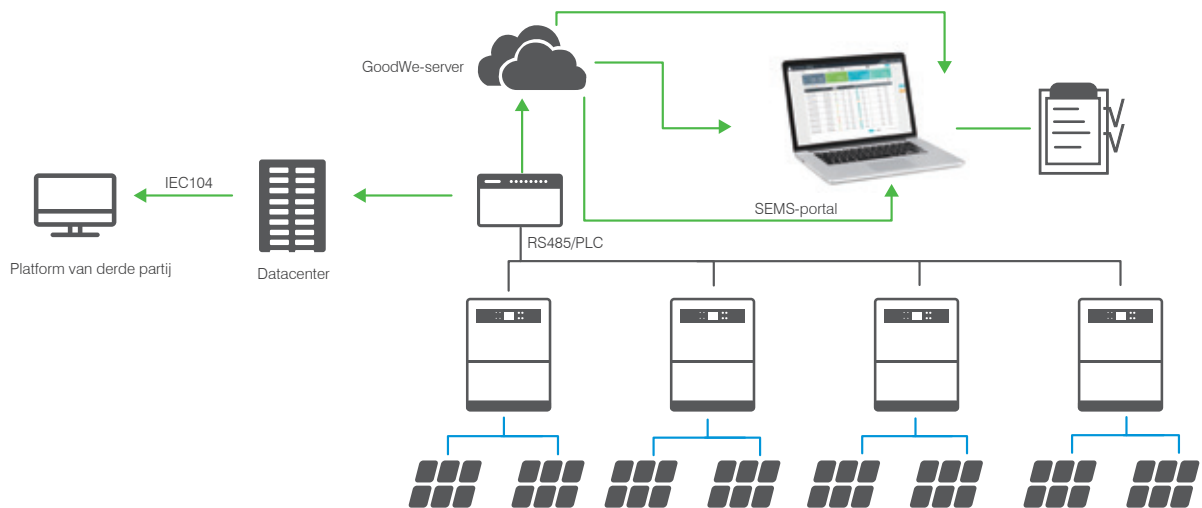 GoodWe-server
IEC104
SEMS-portal
RS485/PLC
Platform van derde partij
Datacenter